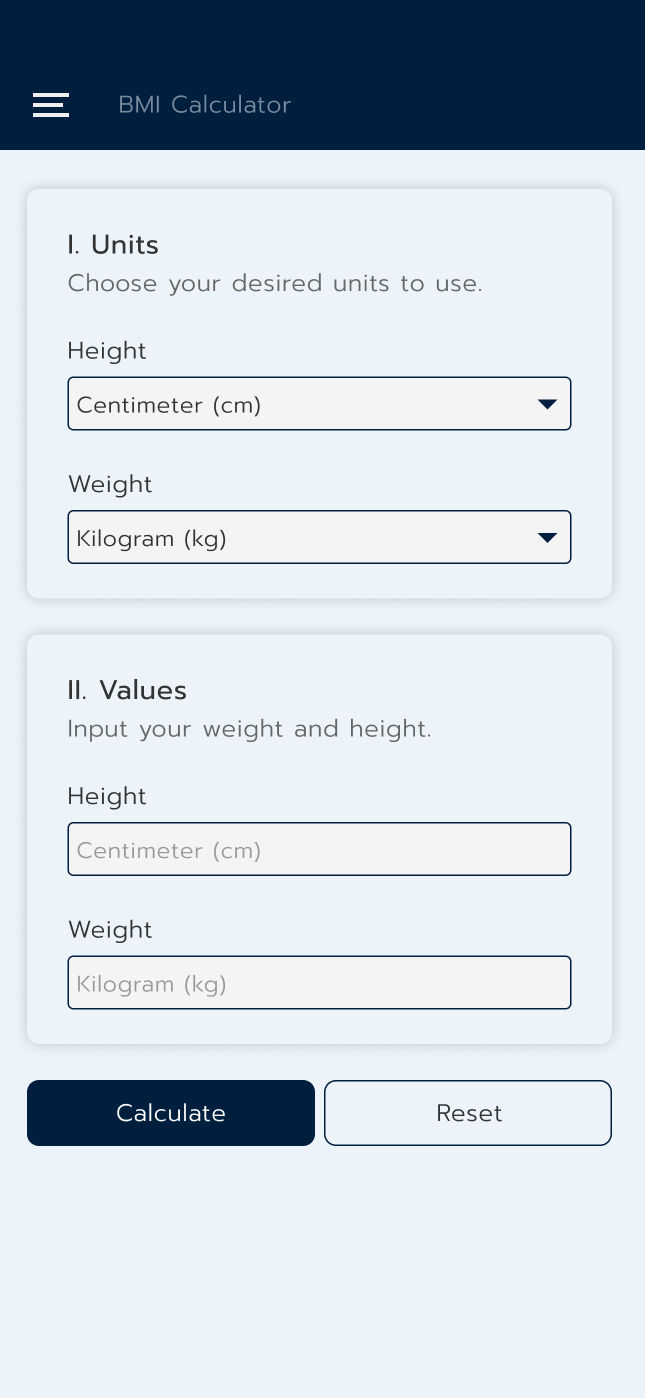 BMI Calculator
I. Units
Choose your desired units to use.
Height
Centimeter (cm)
Weight
Kilogram (kg)
II. Values
Input your weight and height.
Height
Centimeter (cm)
Weight
Kilogram (kg)
Calculate
Reset